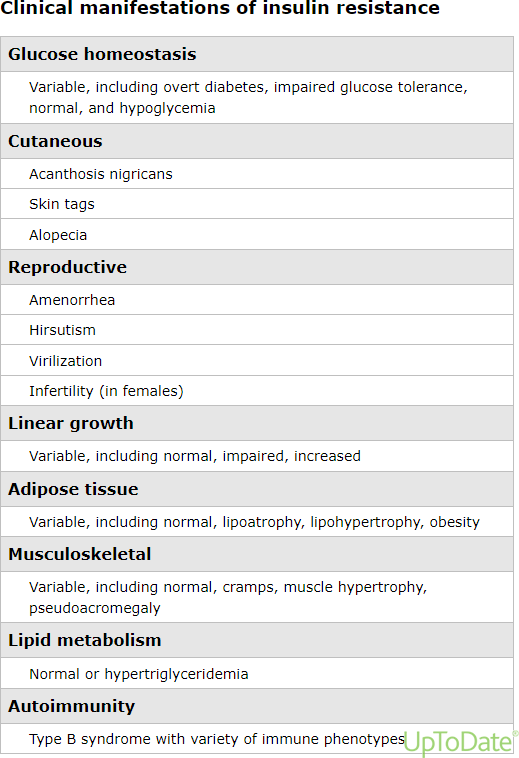 Clinical manifestations of insulin resistance
Glucose homeostasis
Variable, including overt diabetes, impaired glucose tolerance,
normal, and hypoglycemia
Cutaneous
Acanthosis nigricans
Skin tags
Alopecia
Reproductive
Amenorrhea
Hirsutism
Virilization
Infertility (in females)
Linear growth
Variable, including normal, impaired, increased
Adipose tissue
Variable, including normal, lipoatrophy, lipohypertrophy, obesity
Musculoskeletal
Variable, including normal, cramps, muscle hypertrophy,
pseudoacromegaly
Lipid metabolism
Normal or hypertriglyceridemia
Autoimmunity
Type B syndrome with variety of immune phenotypes
UpToDate®